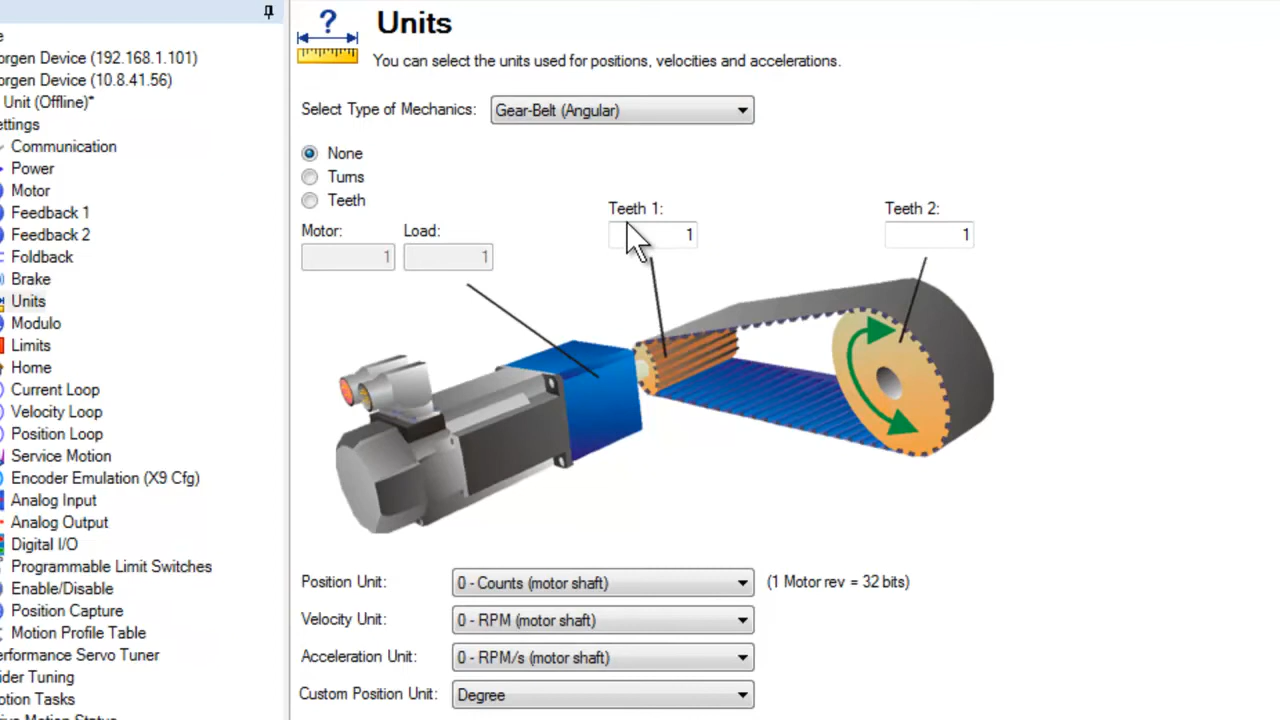 Units
You can select the units used for positions, velocities and accelerations.
Select Type of Mechanics: Gear-Belt (Angular)
None
Turns
Teeth
Motor: Load:
1 1
Teeth 1:
1
Teeth 2:
1
Position Unit: 0 - Counts (motor shaft) (1 Motor rev = 32 bits)
Velocity Unit: 0 - RPM (motor shaft)
Acceleration Unit: 0 - RPM/s (motor shaft)
Custom Position Unit: Degree
e
orgen Device (192.168.1.101)
orgen Device (10.8.41.56)
Unit (Offline)*
ettings
Communication
Power
Motor
Feedback 1
Feedback 2
Foldback
Brake
Units
Modulo
Limits
Home
Current Loop
Velocity Loop
Position Loop
Service Motion
Encoder Emulation (X9 Cfg)
Analog Input
Analog Output
Digital I/O
Programmable Limit Switches
Enable/Disable
Position Capture
Motion Profile Table
erformance Servo Tuner
ider Tuning
otion Tasks